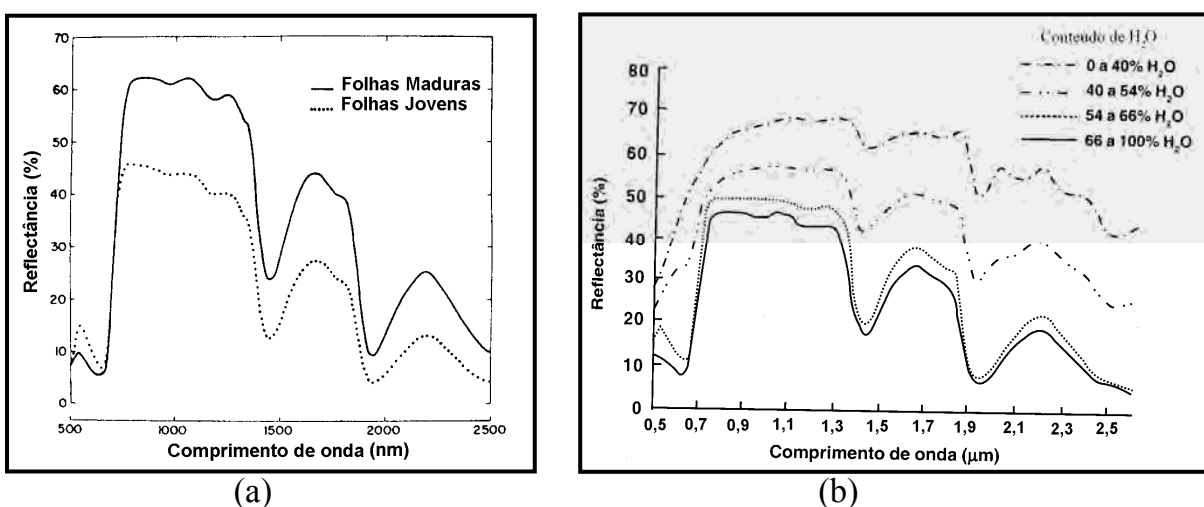 70
60
50
40
30
20
10
0
Reflectância (%)
500 1000 1500 2000 2500
Comprimento de onda (nm)
Folhas Maduras
Folhas Jovens
(a)
Conteudo de H₂O
0 a 40% H₂O
40 a 54% H₂O
54 a 66% H₂O
66 a 100% H₂O
80
70
60
50
40
30
20
10
0
Reflectância (%)
0,5 0,7 0,9 1,1 1,3 1,5 1,7 1,9 2,1 2,3 2,5
Comprimento de onda (μm)
(b)